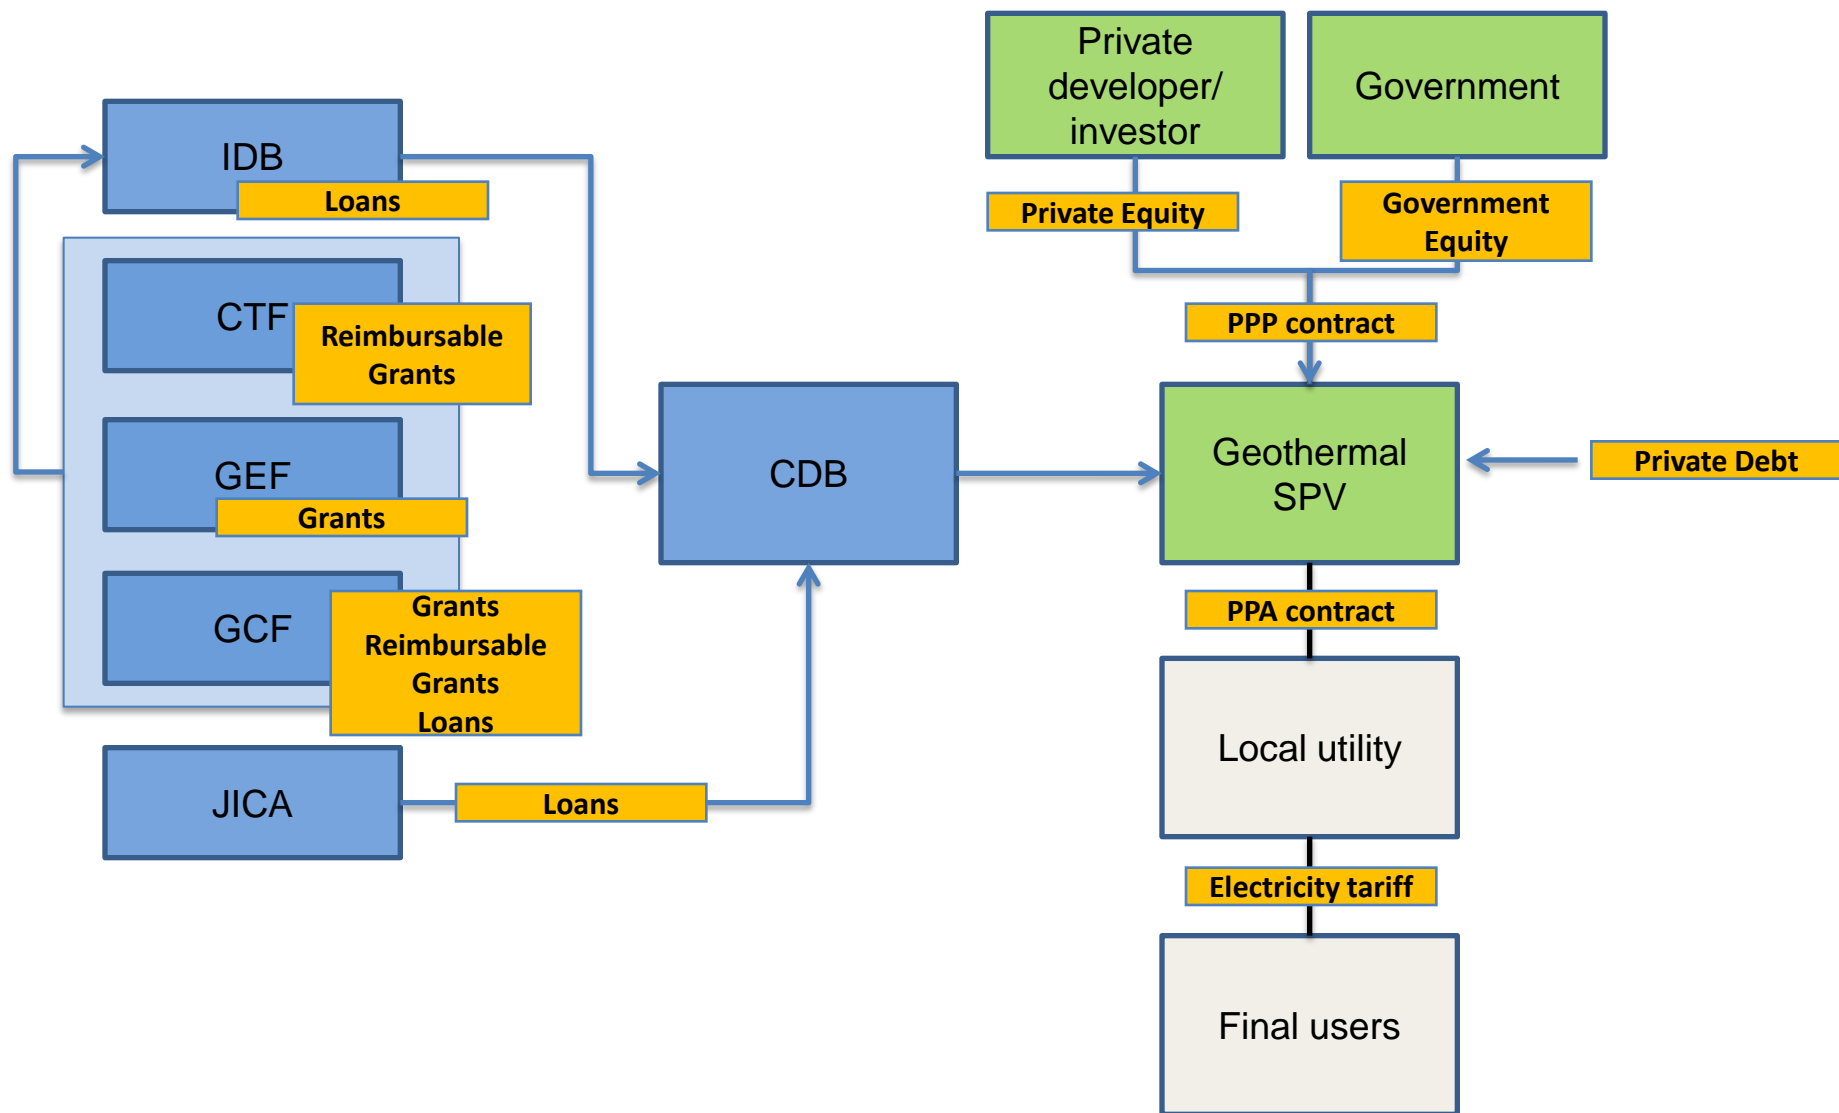 Private
developer/
investor
Government
IDB
Loans
Private Equity
Government
Equity
CTF
Reimbursable
Grants
PPP contract
GEF
Grants
CDB
Geothermal
SPV
Private Debt
GCF
Grants
Reimbursable
Grants
Loans
PPA contract
JICA
Loans
Local utility
Electricity tariff
Final users